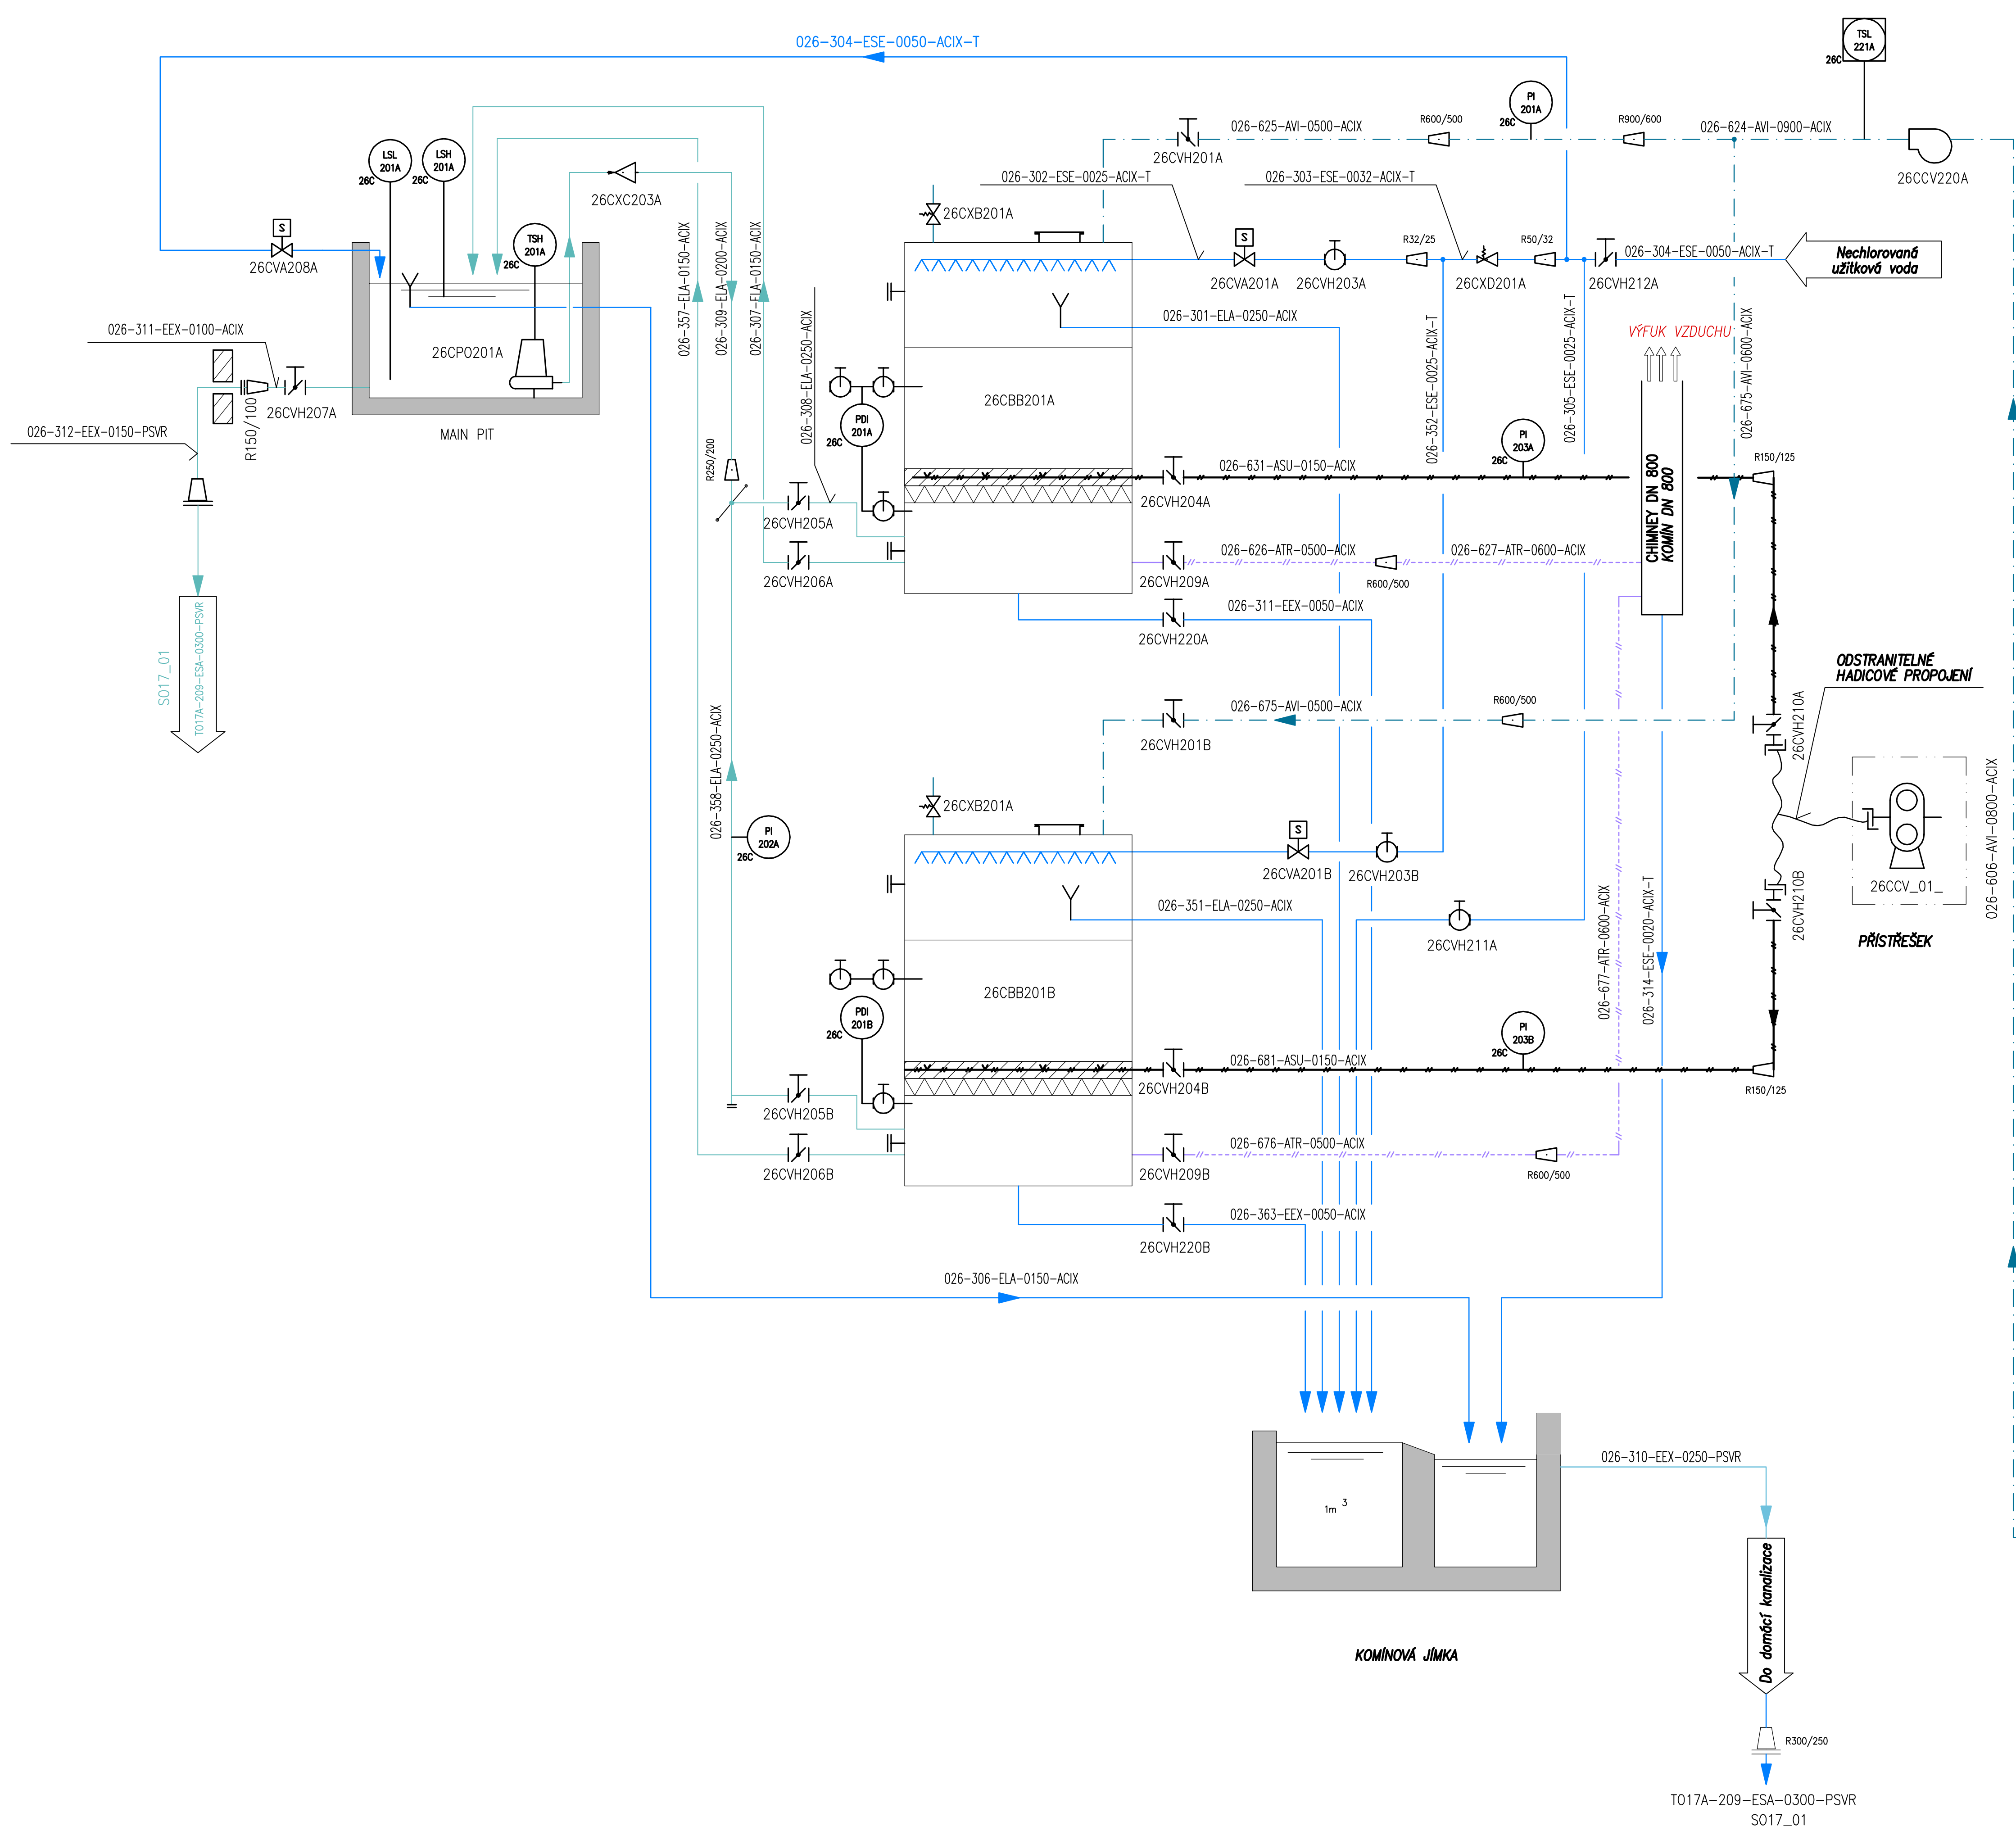 026-304-ESE-0050-ACIX-T
TSL
221A
26C
PI
201A
26C
R600/500
R900/600
026-625-AVI-0500-ACIX
026-624-AVI-0900-ACIX
26CVH201A
26CCV220A
LSL
201A
26C
LSH
201A
26C
TSH
201A
26C
26CXC203A
026-302-ESE-0025-ACIX-T
026-303-ESE-0032-ACIX-T
26CXB201A
S
26CVA208A
S
26CVA201A
26CVH203A
R32/25
26CXD201A
R50/32
26CVH212A
026-304-ESE-0050-ACIX-T
Nechlorovaná
užitková voda
026-357-ELA-0150-ACIX
026-309-ELA-0200-ACIX
026-307-ELA-0150-ACIX
026-308-ELA-0250-ACIX
026-301-ELA-0250-ACIX
026-352-ESE-0025-ACIX-T
026-305-ESE-0025-ACIX-T
VÝFUK VZDUCHU
026-675-AVI-0600-ACIX
026-311-EEX-0100-ACIX
26CPO201A
26CVH207A
R150/100
MAIN PIT
026-312-EEX-0150-PSVR
26CBB201A
PDI
201A
26C
R250/200
PI
203A
26C
026-631-ASU-0150-ACIX
26CVH204A
CHIMNEY DN 800
KOMÍN DN 800
R150/125
26CVH205A
26CVH206A
026-626-ATR-0500-ACIX
026-627-ATR-0600-ACIX
R600/500
26CVH209A
026-311-EEX-0050-ACIX
26CVH220A
SO17_01
TO17A-209-ESA-0300-PSVR
ODSTRANITELNÉ
HADICOVÉ PROPOJENÍ
026-358-ELA-0250-ACIX
026-675-AVI-0500-ACIX
R600/500
26CVH201B
26CVH210A
PI
202A
26C
26CXB201A
S
26CVA201B
26CVH203B
026-351-ELA-0250-ACIX
26CVH211A
26CVH210B
26CCV_01_
026-606-AVI-0800-ACIX
PŘÍSTŘEŠEK
026-677-ATR-0600-ACIX
026-314-ESE-0020-ACIX-T
26CBB201B
PDI
201B
26C
PI
203B
26C
026-681-ASU-0150-ACIX
26CVH204B
R150/125
26CVH205B
26CVH206B
026-676-ATR-0500-ACIX
26CVH209B
R600/500
026-363-EEX-0050-ACIX
26CVH220B
026-306-ELA-0150-ACIX
026-310-EEX-0250-PSVR
1m 3
Do domácí kanalizace
KOMÍNOVÁ JÍMKA
R300/250
TO17A-209-ESA-0300-PSVR
SO17_01